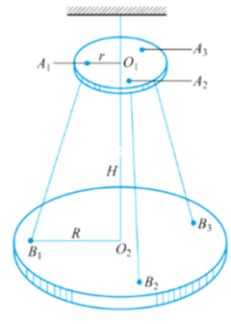 A₃
A₁ r O₁
A₂
H
R
B₁ O₂ B₃
B₂